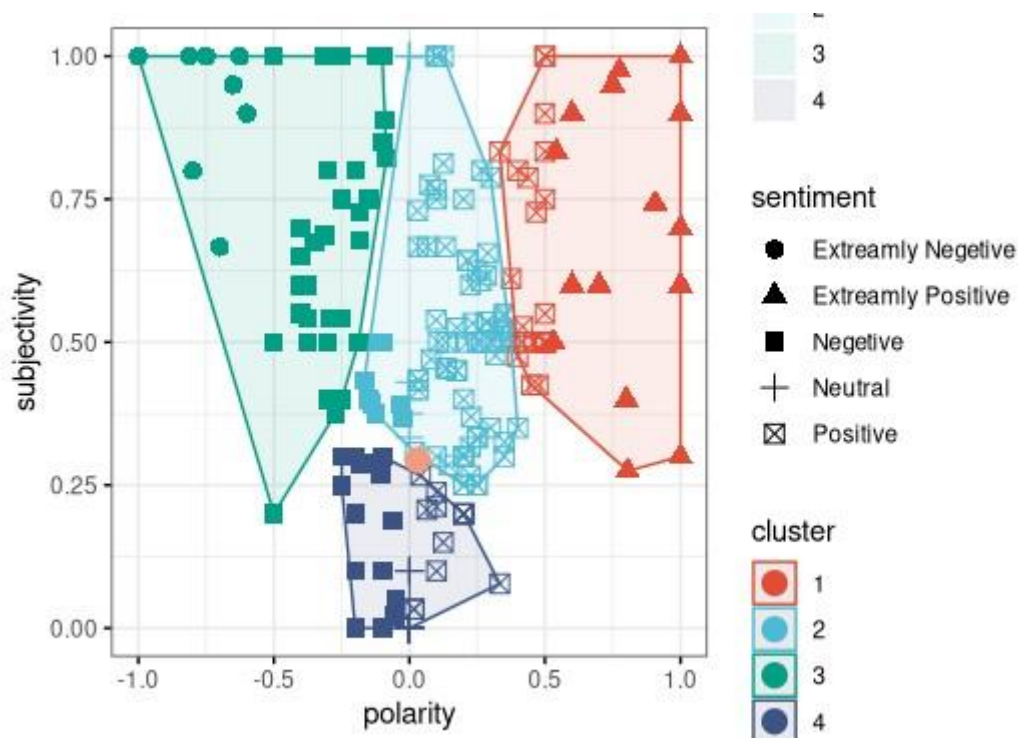 2
3
4
sentiment
Extreamly Negetive
Extreamly Positive
Negetive
Neutral
Positive
cluster
1
2
3
4
1.00
0.75
0.50
0.25
0.00
subjectivity
-1.0
-0.5
0.0
0.5
1.0
polarity